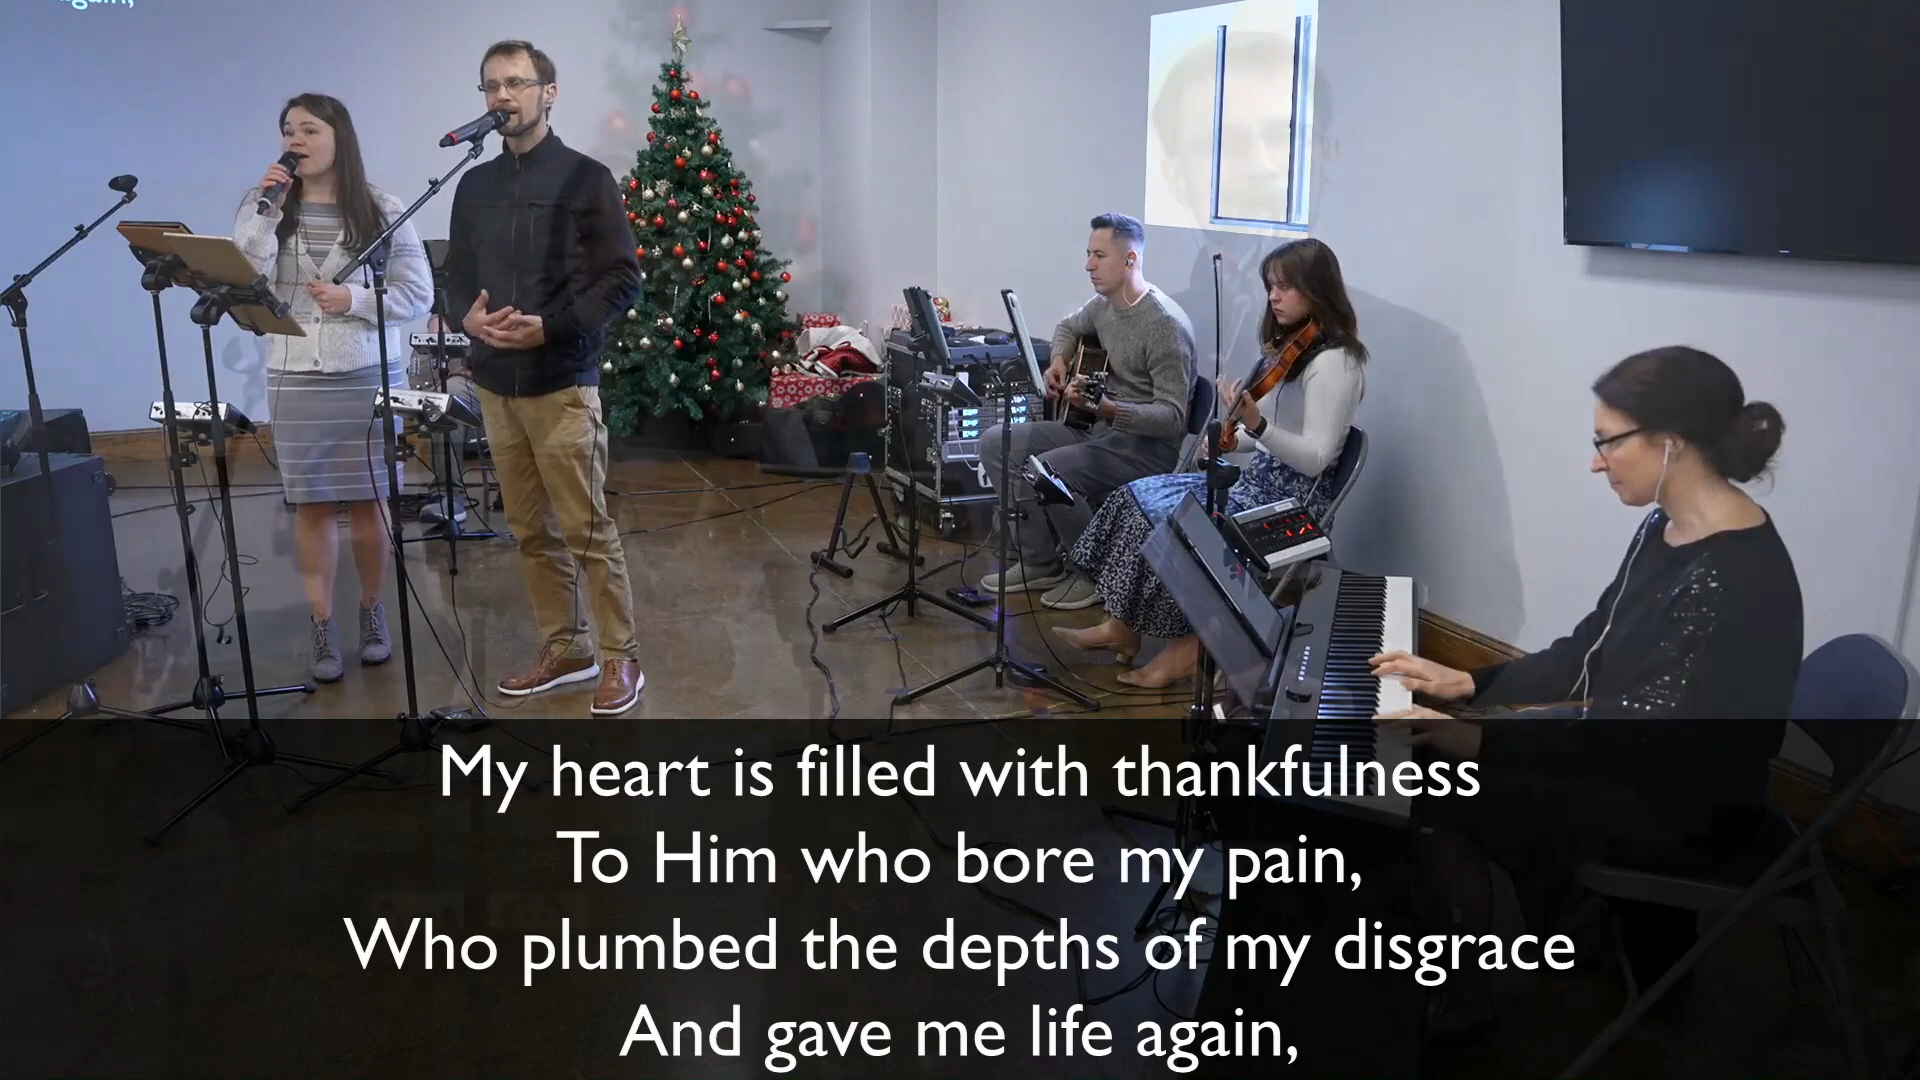 again,
My heart is filled with thankfulness
To Him who bore my pain,
Who plumbed the depths of my disgrace
And gave me life again,